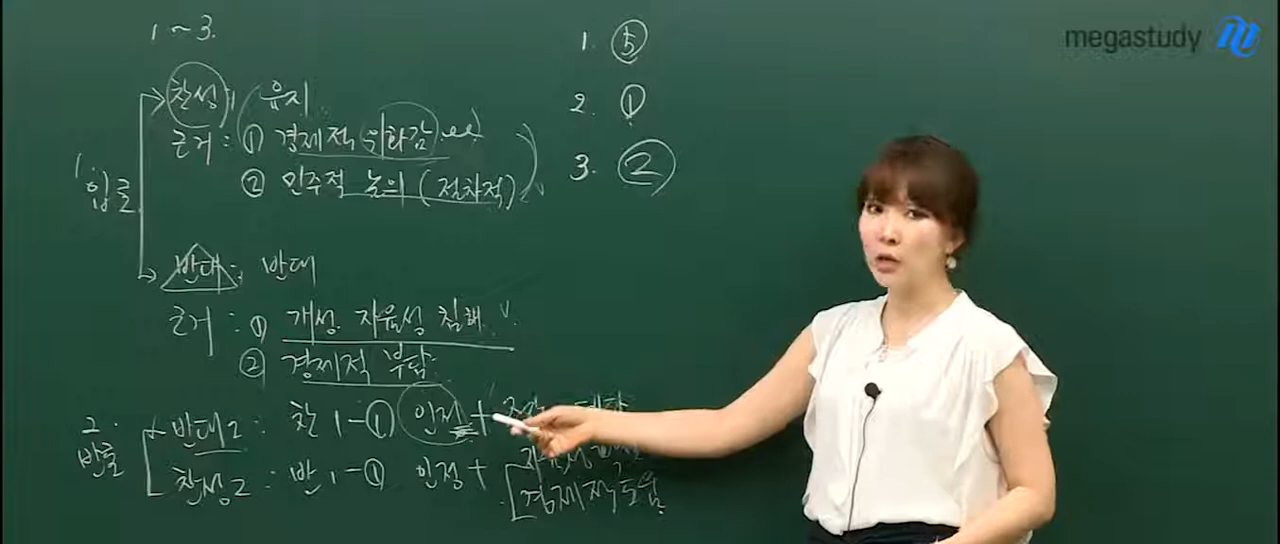 1~3.
찬성 : 유지
근거 : ① 경제적 위화감
② 민주적 논의 (절차적)
1. 입론
반대 : 반대
근거 : ① 개성. 자율성 침해. V.
② 경제적 부담.
2. 반론
반대2 : 찬 1-① 인정 +
찬성2 : 반 1-① 인정 +
경제적 도움
1. ⑤
2. ①
3. ②
megastudy